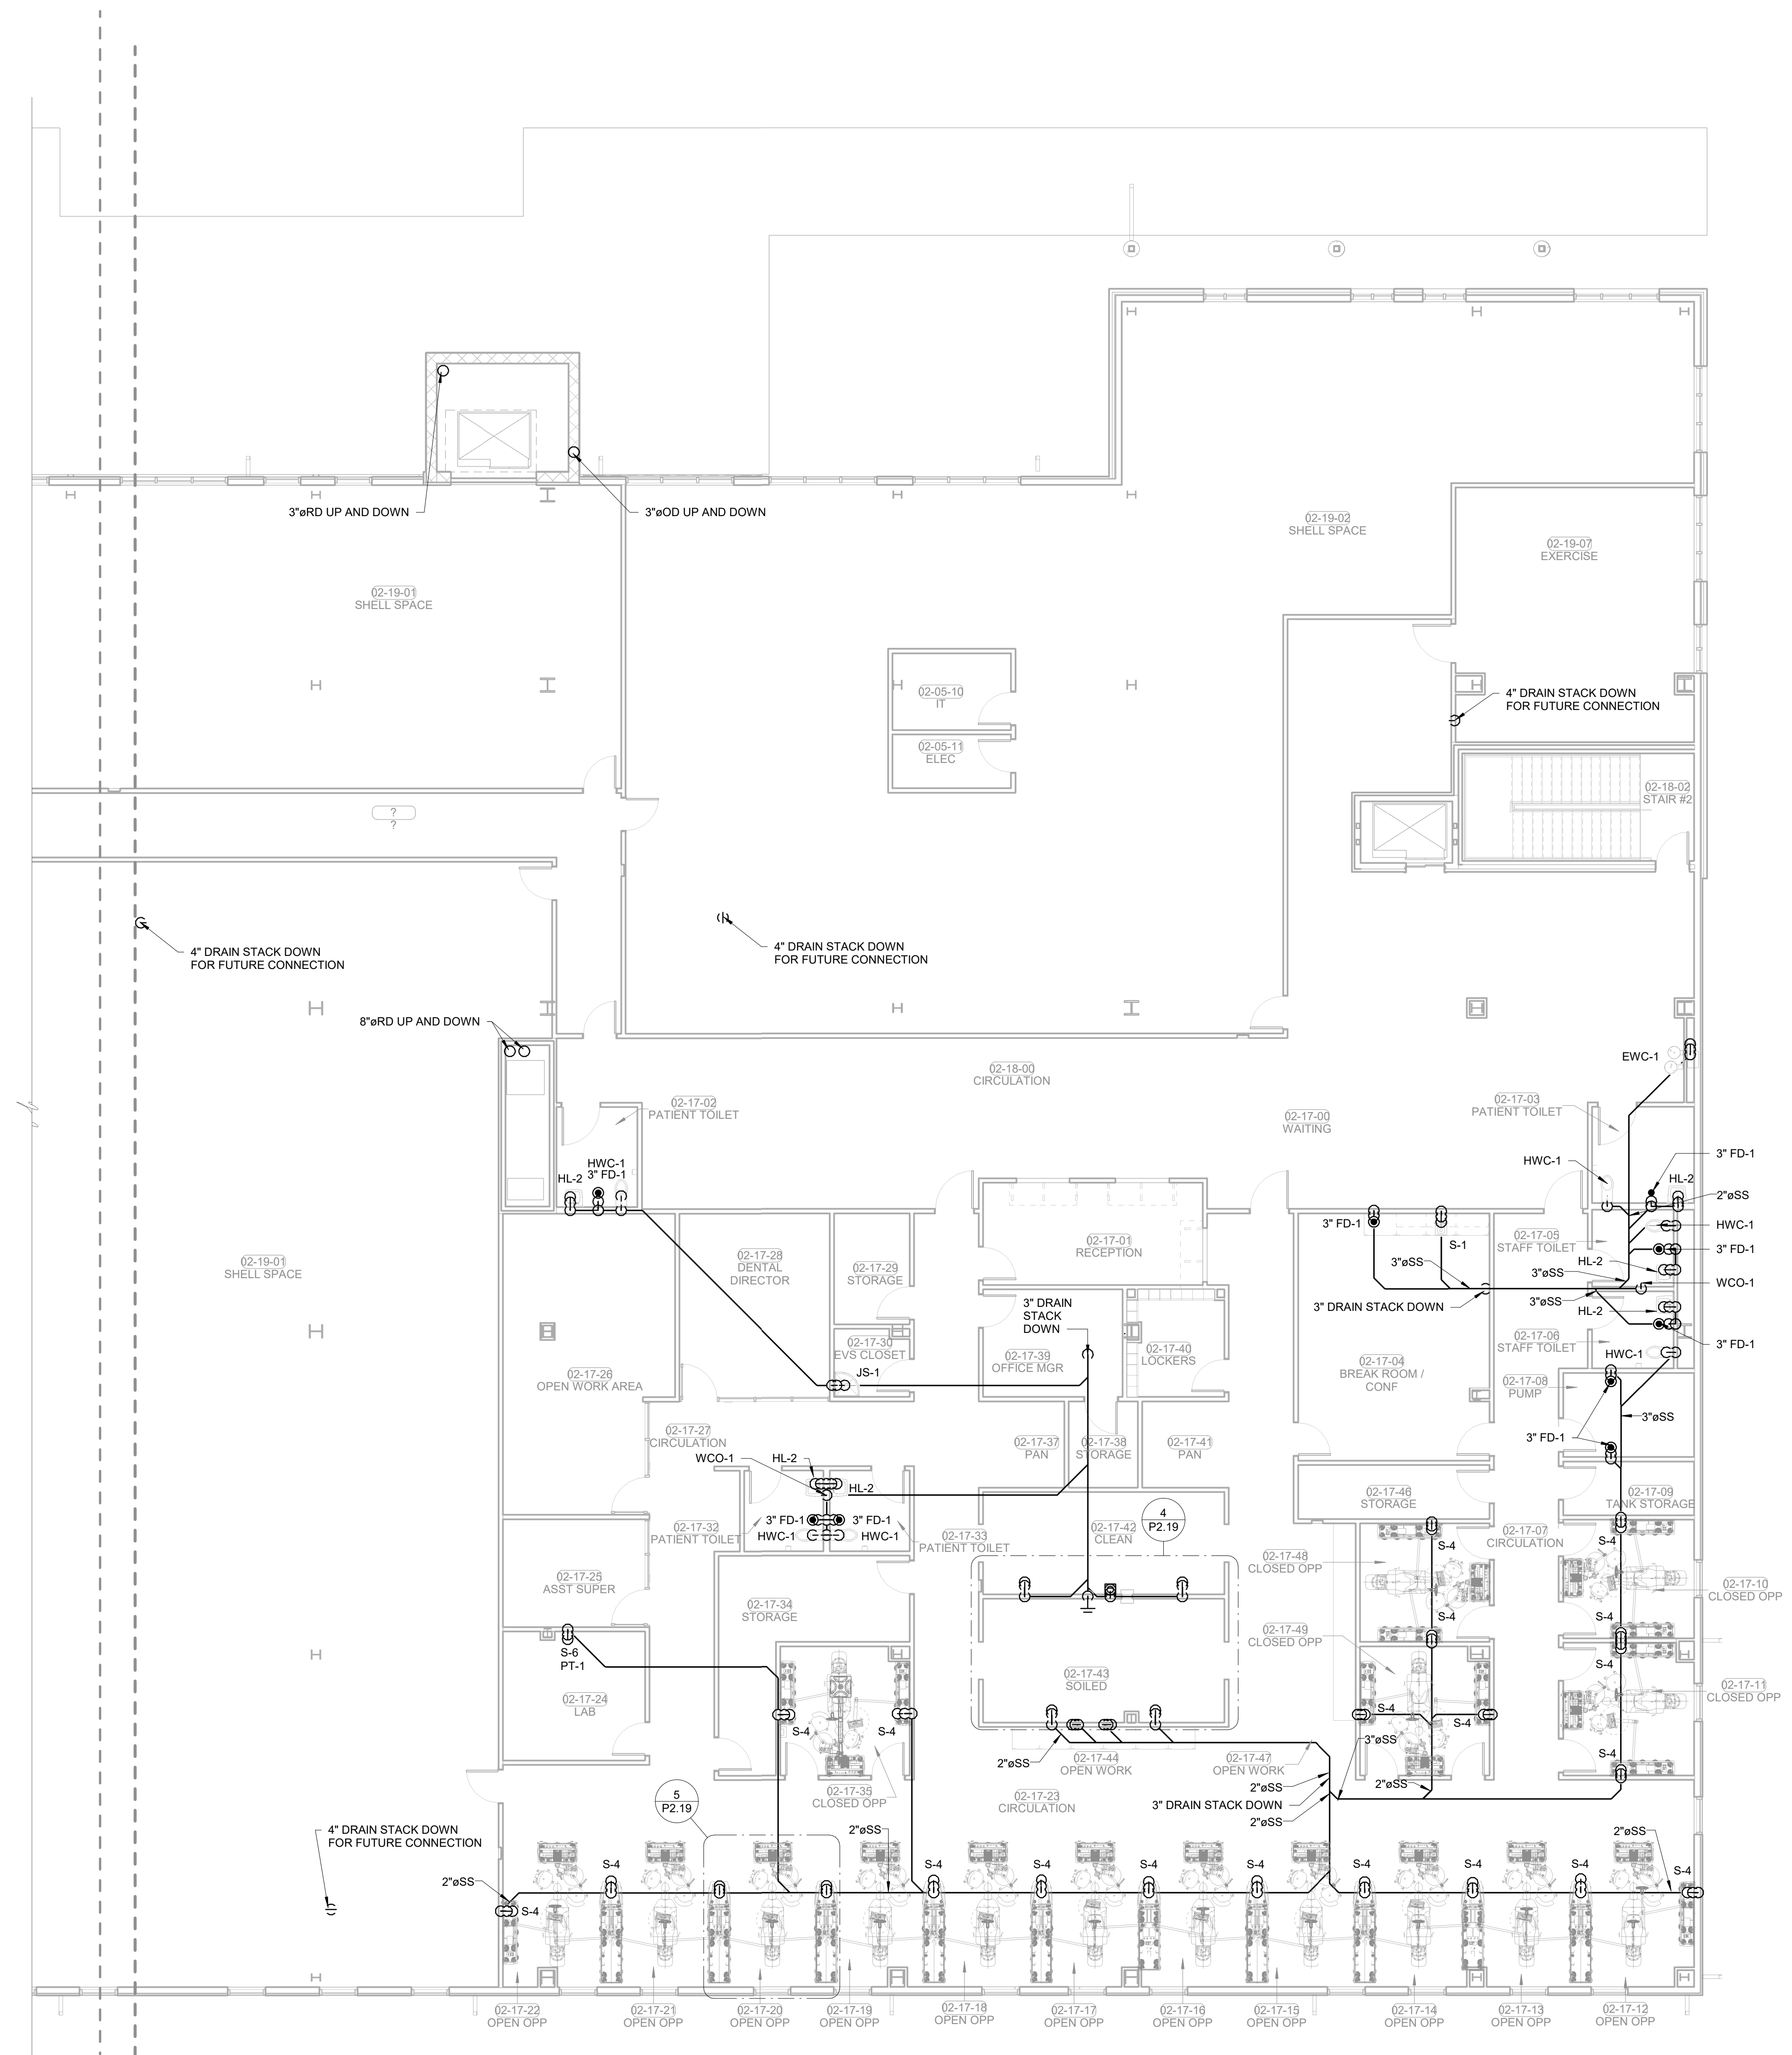 3"øRD UP AND DOWN
3"øOD UP AND DOWN
02-19-02
SHELL SPACE
02-19-07
EXERCISE
02-19-01
SHELL SPACE
02-05-10
IT
4" DRAIN STACK DOWN
FOR FUTURE CONNECTION
02-05-11
ELEC
02-18-02
STAIR #2
?
?
4" DRAIN STACK DOWN
FOR FUTURE CONNECTION
4" DRAIN STACK DOWN
FOR FUTURE CONNECTION
8"øRD UP AND DOWN
EWC-1
02-18-00
CIRCULATION
02-17-02
PATIENT TOILET
02-17-03
PATIENT TOILET
02-17-00
WAITING
HWC-1
3" FD-1
HL-2
HWC-1
3" FD-1
HL-2
2"øSS
HWC-1
3" FD-1
S-1
02-17-01
RECEPTION
02-17-05
STAFF TOILET
3" FD-1
02-19-01
SHELL SPACE
02-17-28
DENTAL
DIRECTOR
02-17-29
STORAGE
3"øSS
HL-2
3"øSS
WCO-1
3" DRAIN STACK DOWN
3"øSS
HL-2
3" DRAIN
STACK
DOWN
02-17-30
EVS CLOSET
JS-1
02-17-39
OFFICE MGR
02-17-40
LOCKERS
02-17-04
BREAK ROOM /
CONF
02-17-06
STAFF TOILET
3" FD-1
HWC-1
02-17-26
OPEN WORK AREA
02-17-08
PUMP
3"øSS
3" FD-1
02-17-27
CIRCULATION
02-17-37
PAN
02-17-38
STORAGE
02-17-41
PAN
WCO-1
HL-2
HL-2
02-17-46
STORAGE
02-17-09
TANK STORAGE
4
P2.19
3" FD-1
3" FD-1
HWC-1
HWC-1
02-17-32
PATIENT TOILET
02-17-33
PATIENT TOILET
02-17-42
CLEAN
02-17-07
CIRCULATION
S-4
S-4
02-17-48
CLOSED OPP
02-17-25
ASST SUPER
02-17-10
CLOSED OPP
02-17-34
STORAGE
S-4
S-4
02-17-49
CLOSED OPP
S-6
PT-1
02-17-43
SOILED
S-4
02-17-11
CLOSED OPP
02-17-24
LAB
S-4
S-4
S-4
S-4
3"øSS
S-4
2"øSS
02-17-44
OPEN WORK
02-17-47
OPEN WORK
2"øSS
2"øSS
5
P2.19
02-17-35
CLOSED OPP
02-17-23
CIRCULATION
3" DRAIN STACK DOWN
2"øSS
4" DRAIN STACK DOWN
FOR FUTURE CONNECTION
2"øSS
2"øSS
S-4
S-4
S-4
S-4
S-4
S-4
S-4
S-4
S-4
2"øSS
S-4
02-17-22
OPEN OPP
02-17-21
OPEN OPP
02-17-20
OPEN OPP
02-17-19
OPEN OPP
02-17-18
OPEN OPP
02-17-17
OPEN OPP
02-17-16
OPEN OPP
02-17-15
OPEN OPP
02-17-14
OPEN OPP
02-17-13
OPEN OPP
02-17-12
OPEN OPP